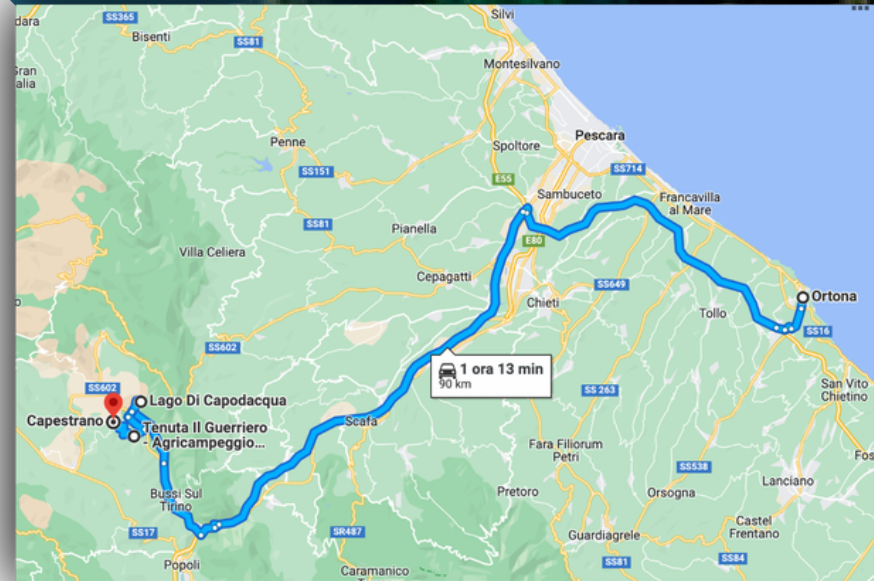 SS365
Silvi
Bisenti
SS81
dara
Gran
alia
Montesilvano
Pescara
Penne
Spoltore
SS151
SS714
E55
Sambuceto
Francavilla
al Mare
SS81
Pianella
E80
Villa Celiera
Cepagatti
SS649
Ortona
Chieti
Tollo
SS16
SS602
1 ora 13 min
90 km
SS602
Lago Di Capodacqua
SS 263
San Vito
Chietino
Capestrano
Tenuta Il Guerriero
- Agricampeggio...
Scafa
Fara Filiorum
Petri
Fos
SS538
Lanciano
Bussi Sul
Tirino
Pretoro
Orsogna
SS17
SR487
Guardiagrele
Castel
Frentano
Popoli
Caramanico
SS81
SS84